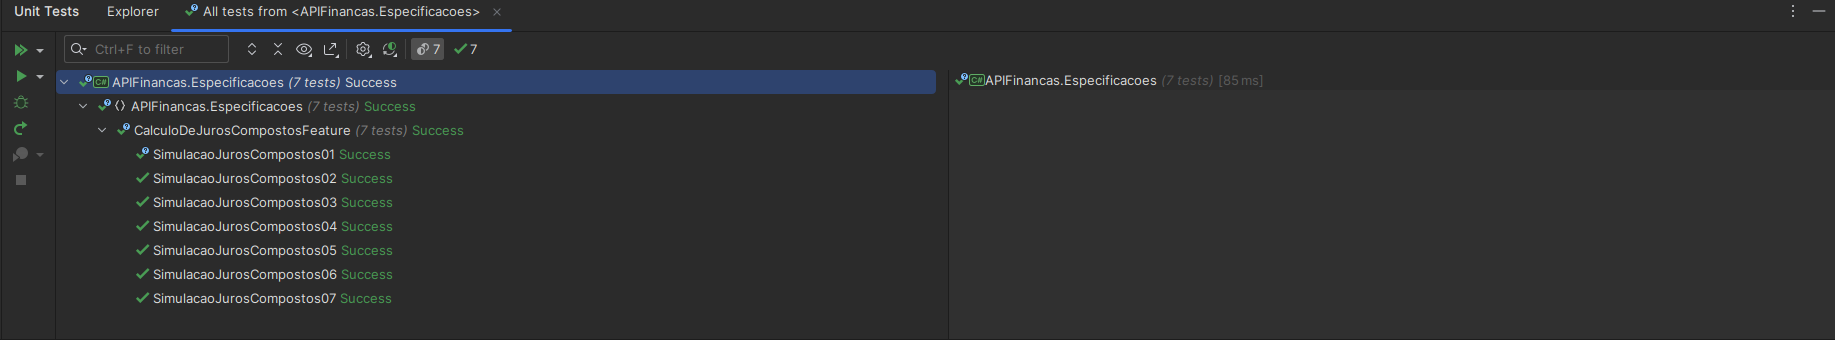 Unit Tests Explorer All tests from <APIFinancas.Especificacoes>
Ctrl+F to filter 7 7
APIFinancas.Especificacoes (7 tests) Success
APIFinancas.Especificacoes (7 tests) [85 ms]
APIFinancas.Especificacoes (7 tests) Success
CalculoDeJurosCompostosFeature (7 tests) Success
SimulacaoJurosCompostos01 Success
SimulacaoJurosCompostos02 Success
SimulacaoJurosCompostos03 Success
SimulacaoJurosCompostos04 Success
SimulacaoJurosCompostos05 Success
SimulacaoJurosCompostos06 Success
SimulacaoJurosCompostos07 Success